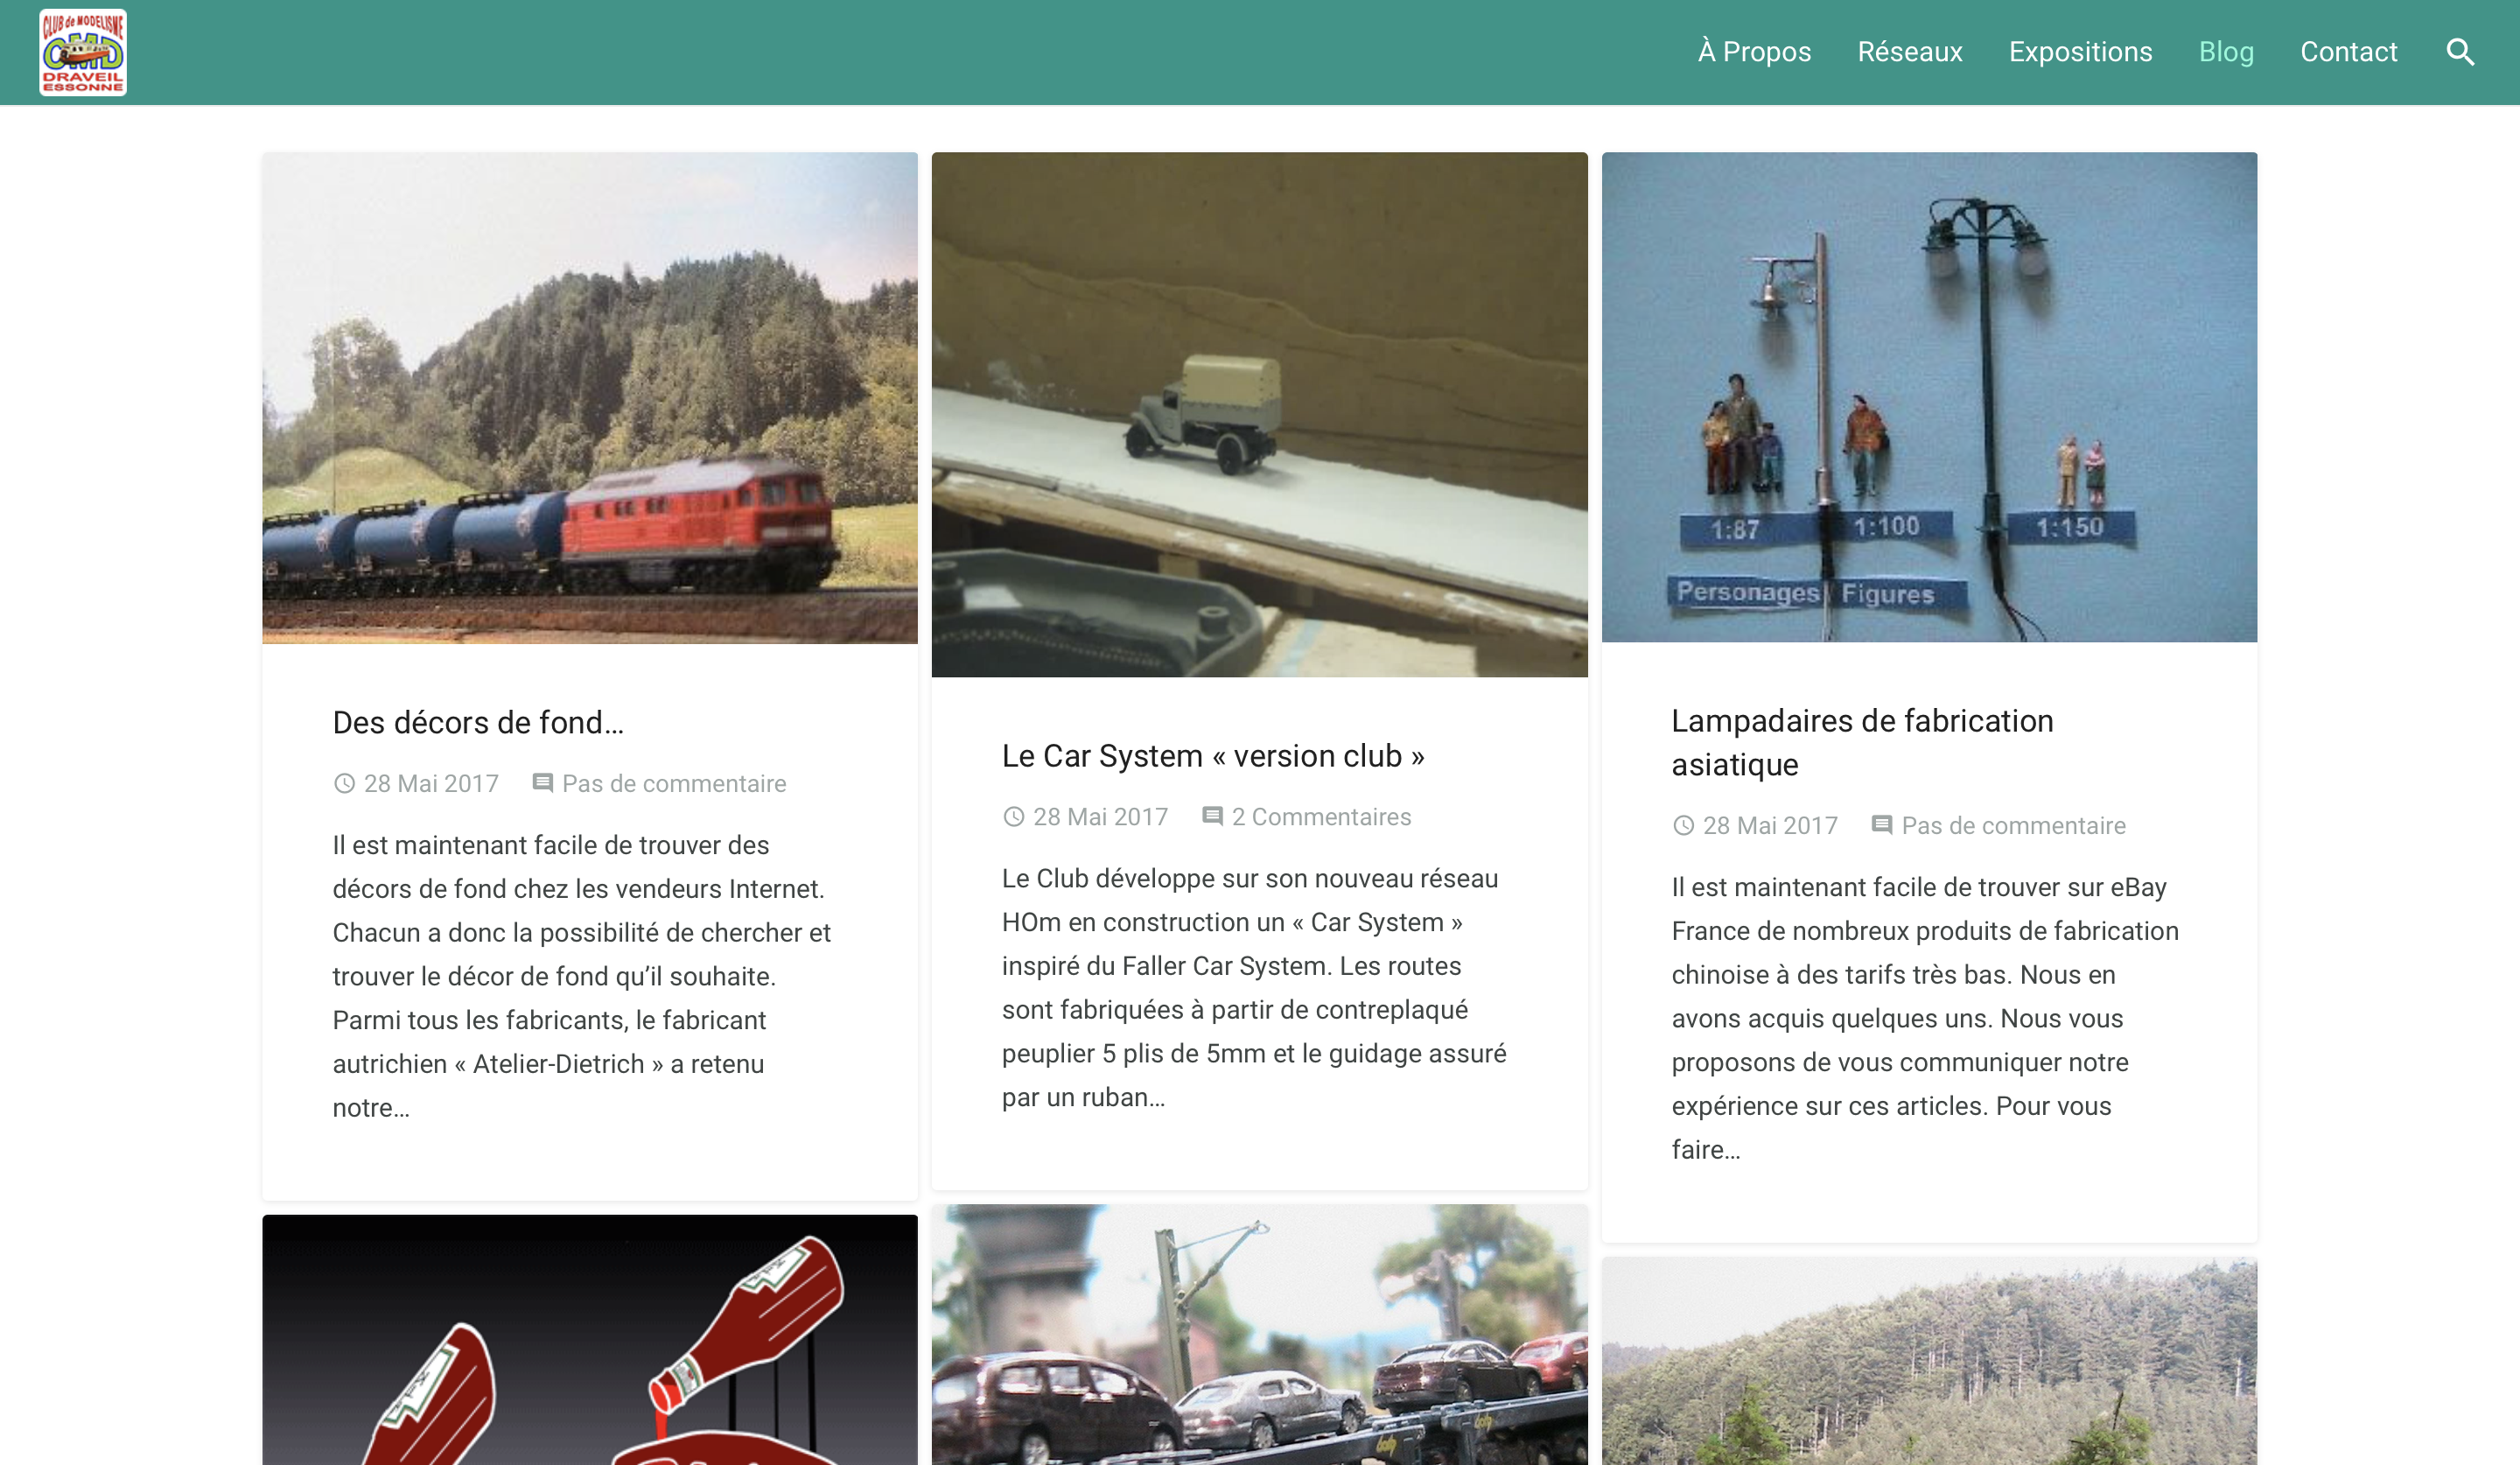 CLUB de MODELISME
CMD
DRAVEIL
ESSONNE
À Propos
Réseaux
Expositions
Blog
Contact
Des décors de fond…
28 Mai 2017
Pas de commentaire
Il est maintenant facile de trouver des
décors de fond chez les vendeurs Internet.
Chacun a donc la possibilité de chercher et
trouver le décor de fond qu’il souhaite.
Parmi tous les fabricants, le fabricant
autrichien « Atelier-Dietrich » a retenu
notre…
Le Car System « version club »
28 Mai 2017
2 Commentaires
Le Club développe sur son nouveau réseau
HOm en construction un « Car System »
inspiré du Faller Car System. Les routes
sont fabriquées à partir de contreplaqué
peuplier 5 plis de 5mm et le guidage assuré
par un ruban…
1:87
1:100
1:150
Personages Figures
Lampadaires de fabrication
asiatique
28 Mai 2017
Pas de commentaire
Il est maintenant facile de trouver sur eBay
France de nombreux produits de fabrication
chinoise à des tarifs très bas. Nous en
avons acquis quelques uns. Nous vous
proposons de vous communiquer notre
expérience sur ces articles. Pour vous
faire…